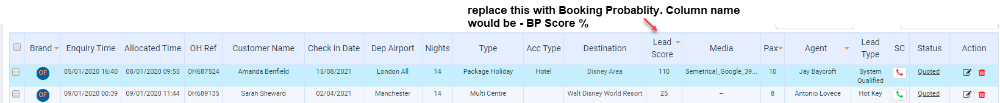 replace this with Booking Probablity. Column name
would be - BP Score %
Brand Enquiry Time Allocated Time OH Ref Customer Name Check in Date Dep Airport Nights Type Acc Type Destination Lead Score Media Pax Agent Lead Type SC Status Action
OF 05/01/2020 16:40 08/01/2020 09:55 OH687524 Amanda Benfield 15/08/2021 London All 14 Package Holiday Hotel Disney Area 110 Semetrical_Google_39... 10 Jay Baycroft System Qualified Quoted
OF 09/01/2020 00:39 09/01/2020 11:44 OH689135 Sarah Sheward 02/04/2021 Manchester 14 Multi Centre Walt Disney World Resort 25 -- 8 Antonio Lovece Hot Key Quoted